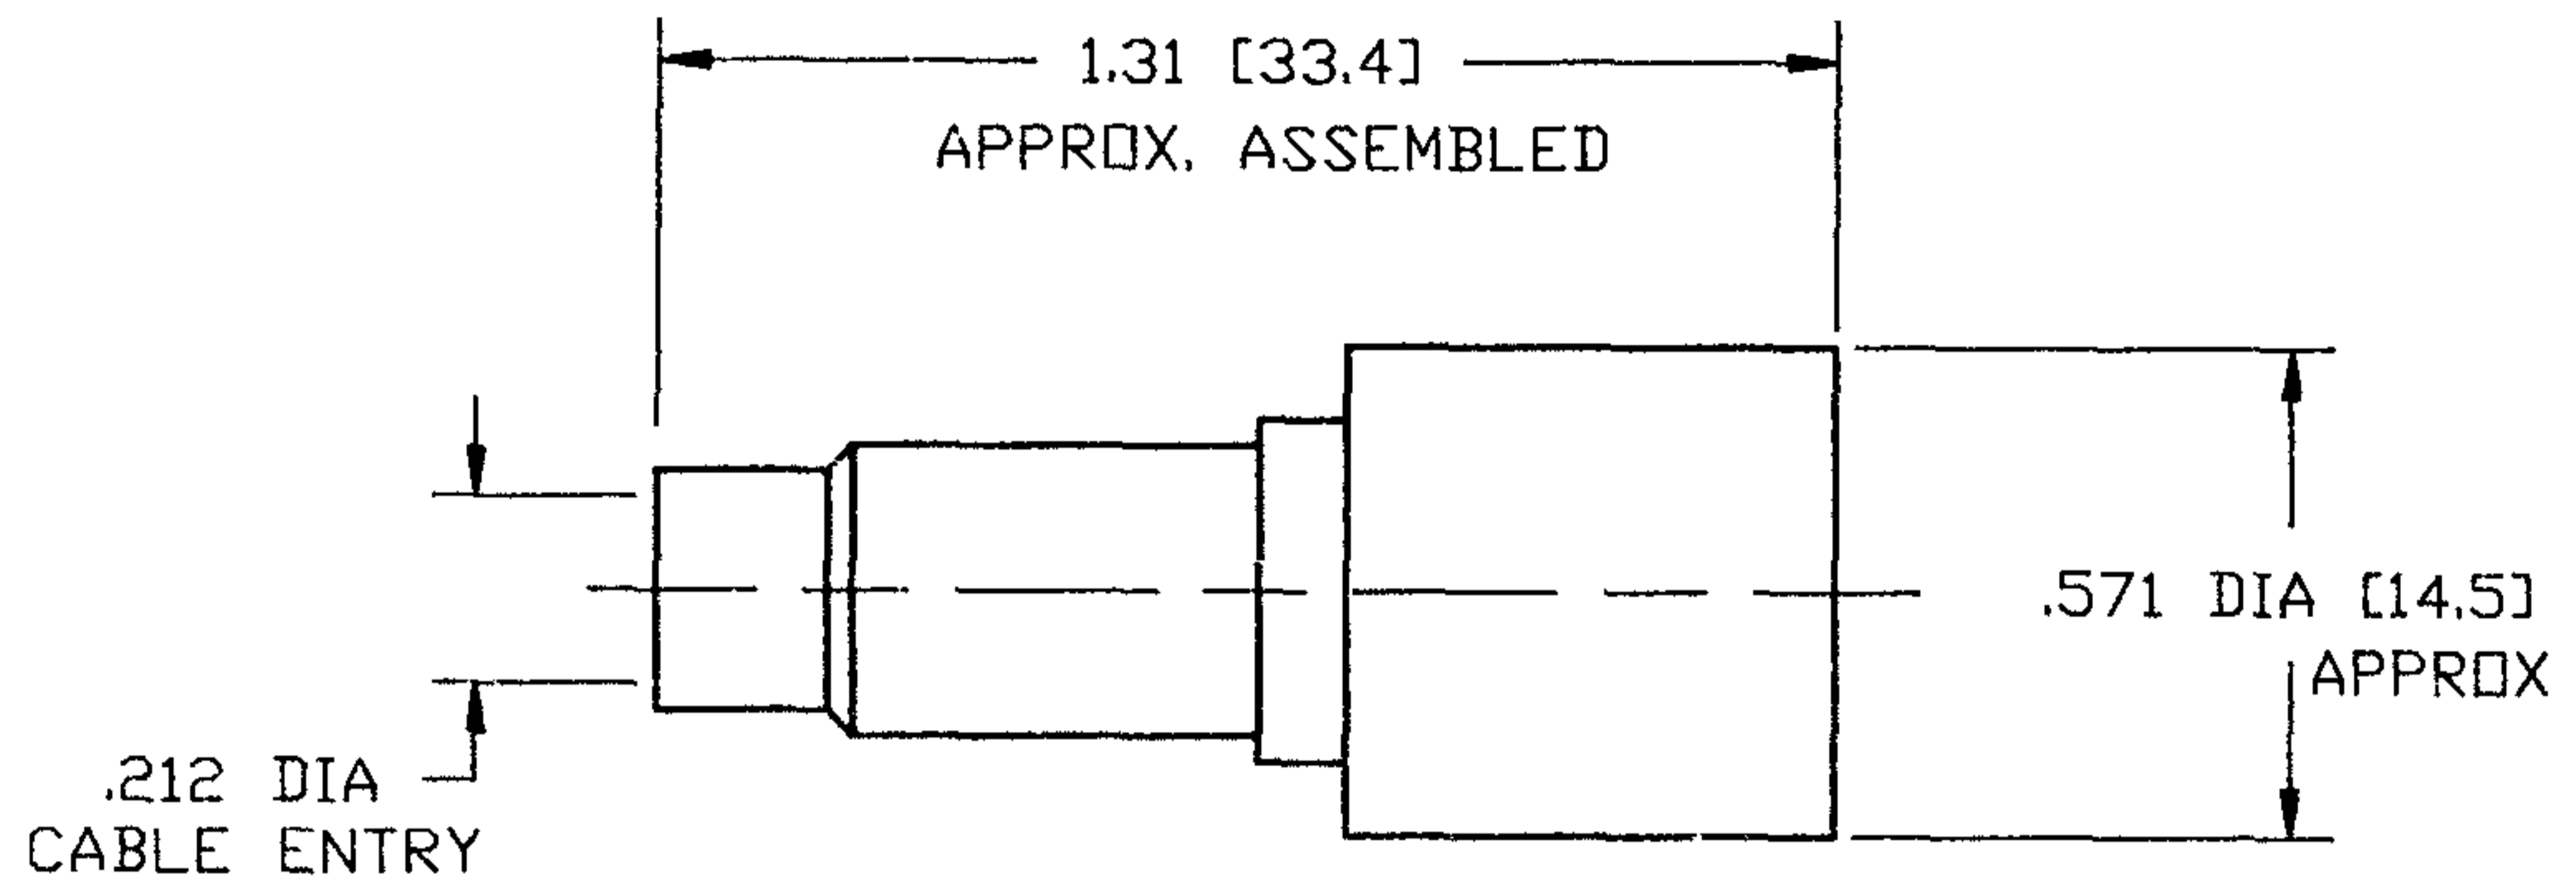 1.31 [33.4]
APPROX. ASSEMBLED
.571 DIA [14.5]
APPROX
.212 DIA
CABLE ENTRY